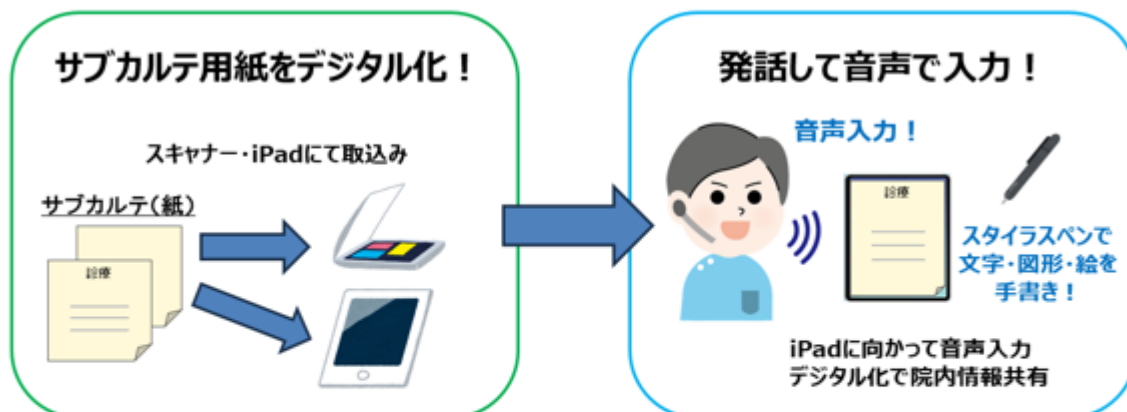 サブカルテ用紙をデジタル化！
スキャナー・iPadにて取込み
サブカルテ(紙)
診療
発話して音声で入力！
音声入力！
診療
スタイラスペンで
文字・図形・絵を
手書き！
iPadに向かって音声入力
デジタル化で院内情報共有